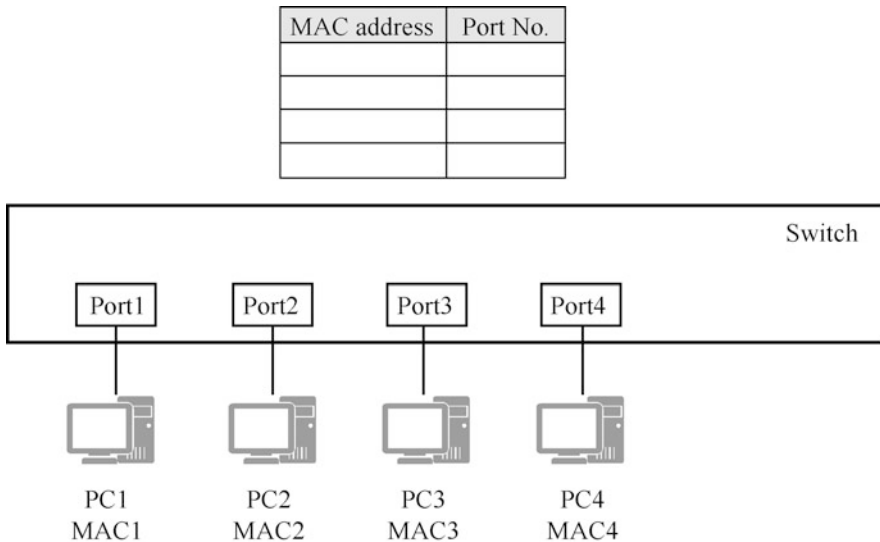 MAC address Port No.
Switch
Port1 Port2 Port3 Port4
PC1 PC2 PC3 PC4
MAC1 MAC2 MAC3 MAC4